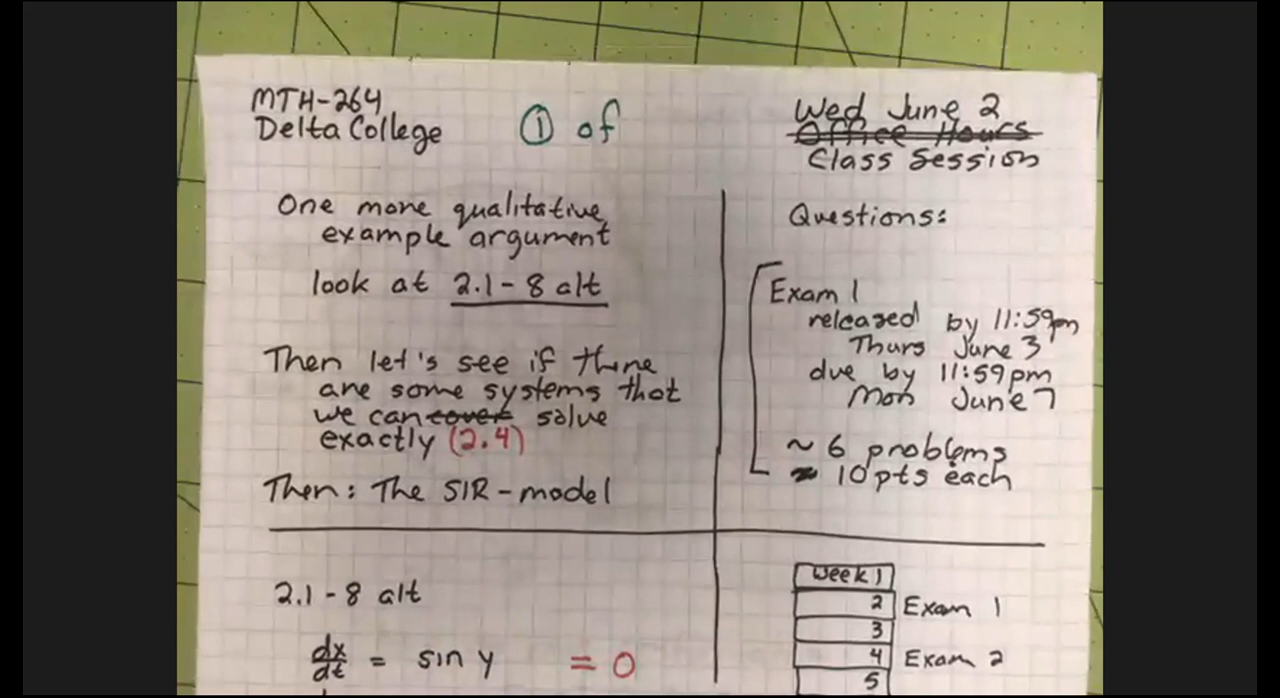 MTH-264
Delta College
① of
Wed June 2
Office Hours
Class Session
One more qualitative
example argument
look at 2.1-8 alt
Then let's see if there
are some systems that
we can cover solve
exactly (2.4)
Then: The SIR-model
Questions:
Exam 1
released by 11:59pm
Thurs June 3
due by 11:59pm
Mon June 7
~ 6 problems
~ 10 pts each
2.1-8 alt
dx/dt = sin y = 0
Week 1
2 Exam 1
3
4 Exam 2
5